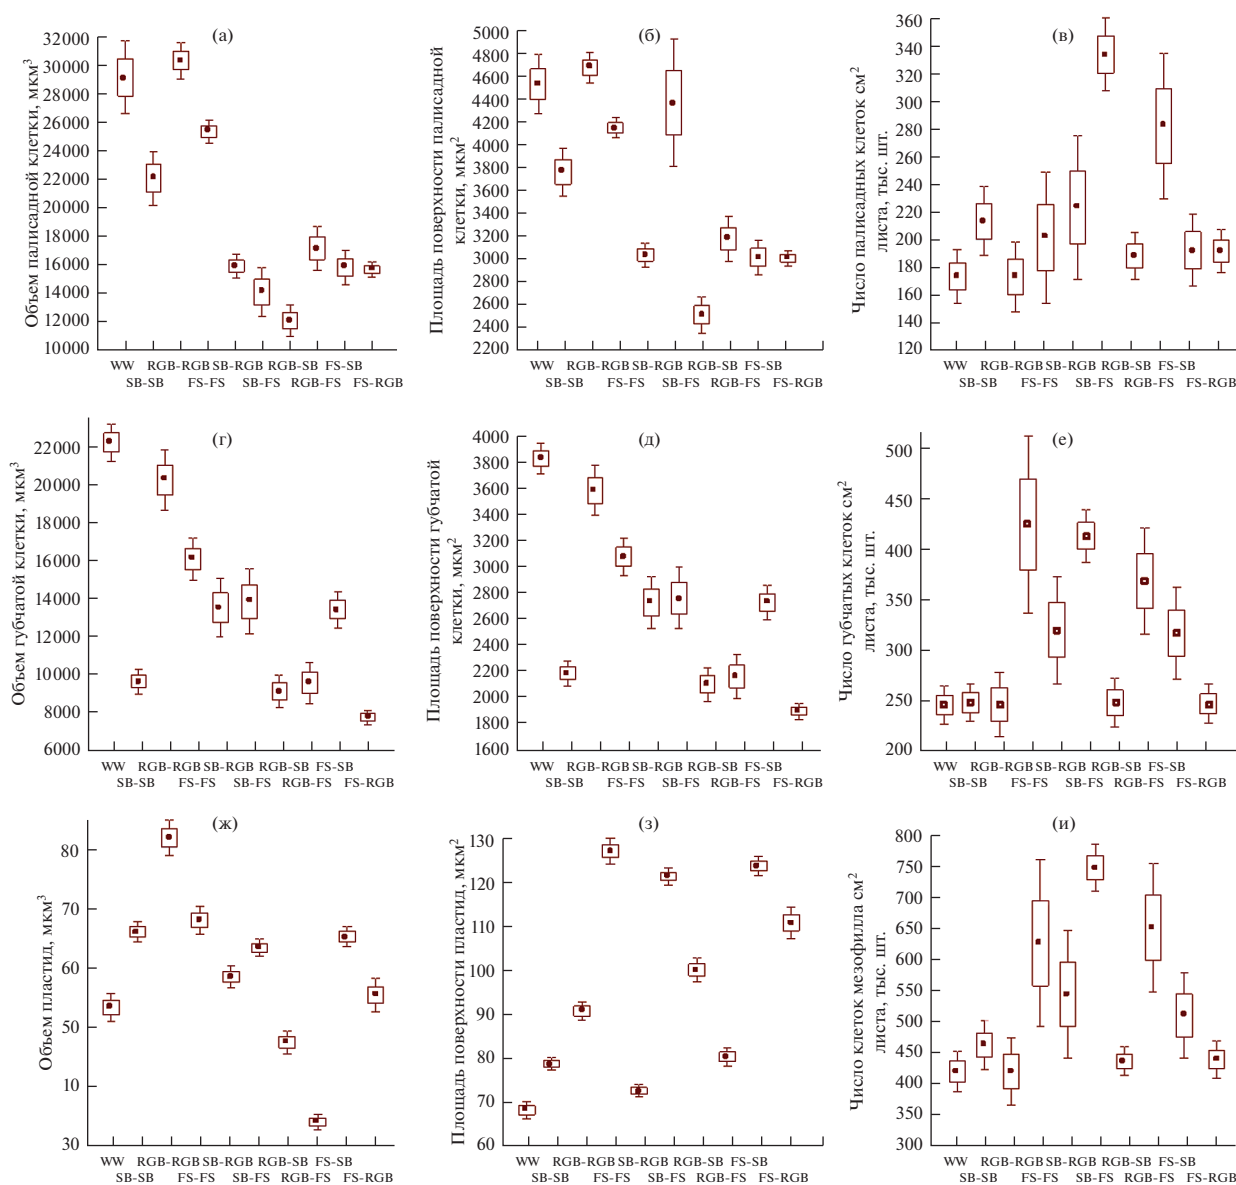 (а)
Объем палисадной клетки, мкм³
32000
30000
28000
26000
24000
22000
20000
18000
16000
14000
12000
10000
WW RGB-RGB SB-RGB RGB-SB FS-SB
SB-SB FS-FS SB-FS RGB-FS FS-RGB
(б)
Площадь поверхности палисадной
клетки, мкм²
5000
4800
4600
4400
4200
4000
3800
3600
3400
3200
3000
2800
2600
2400
2200
WW RGB-RGB SB-RGB RGB-SB FS-SB
SB-SB FS-FS SB-FS RGB-FS FS-RGB
(в)
Число палисадных клеток см²
листа, тыс. шт.
360
340
320
300
280
260
240
220
200
180
160
140
120
WW RGB-RGB SB-RGB RGB-SB FS-SB
SB-SB FS-FS SB-FS RGB-FS FS-RGB
(г)
Объем губчатой клетки, мкм³
22000
20000
18000
16000
14000
12000
10000
8000
6000
WW RGB-RGB SB-RGB RGB-SB FS-SB
SB-SB FS-FS SB-FS RGB-FS FS-RGB
(д)
Площадь поверхности губчатой
клетки, мкм²
4000
3800
3600
3400
3200
3000
2800
2600
2400
2200
2000
1800
1600
WW RGB-RGB SB-RGB RGB-SB FS-SB
SB-SB FS-FS SB-FS RGB-FS FS-RGB
(е)
Число губчатых клеток см²
листа, тыс. шт.
500
450
400
350
300
250
200
WW RGB-RGB SB-RGB RGB-SB FS-SB
SB-SB FS-FS SB-FS RGB-FS FS-RGB
(ж)
Объем пластид, мкм³
80
70
60
50
10
30
WW RGB-RGB SB-RGB RGB-SB FS-SB
SB-SB FS-FS SB-FS RGB-FS FS-RGB
(з)
Площадь поверхности пластид, мкм²
130
120
110
100
90
80
70
60
WW RGB-RGB SB-RGB RGB-SB FS-SB
SB-SB FS-FS SB-FS RGB-FS FS-RGB
(и)
Число клеток мезофилла см²
листа, тыс. шт.
800
750
700
650
600
550
500
450
400
350
300
WW RGB-RGB SB-RGB RGB-SB FS-SB
SB-SB FS-FS SB-FS RGB-FS FS-RGB